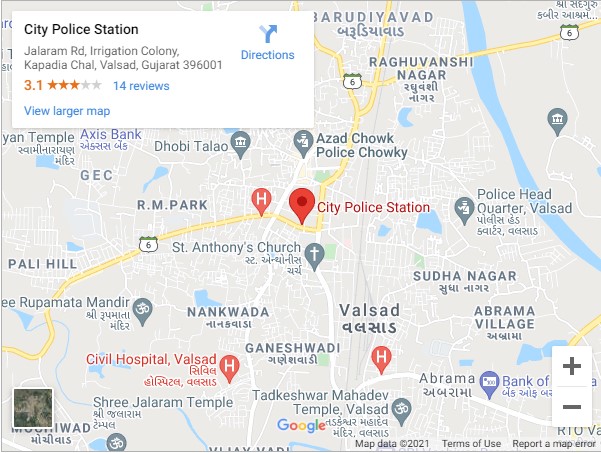 શ્રી સદગુરુ
કબીર આશ્રમ...
6
BARUDIYAVAD
બરૂડિયાવાડ
City Police Station
Jalaram Rd, Irrigation Colony,
Kapadia Chal, Valsad, Gujarat 396001
3.1 14 reviews
View larger map
Directions
RAGHUVANSHI
NAGAR
રઘુવંશી
નગર
6
yan Temple
સ્વામીનારાયણ
મંદિર
Axis Bank
એક્સિસ બેંક
Dhobi Talao
Azad Chowk
Police Chowky
GEC
R.M.PARK
H
City Police Station
Police Head
Quarter, Valsad
પોલીસ હેડ
ક્વાર્ટર, વલસાડ
6
St. Anthony's Church
સ્ટ. એન્થોનીસ
ચર્ચ
PALI HILL
પાલી હિલ
SUDHA NAGAR
સુધા નગર
ree Rupamata Mandir
શ્રી રૂપમાતા
મંદિર
NANKWADA
નાનકવાડા
Valsad
વલસાડ
ABRAMA
VILLAGE
અબ્રામા
GANESHWADI
ગણેશવાડી
Civil Hospital, Valsad
સિવિલ
હોસ્પિટલ, વલસાડ
H
H
Abrama
અબરામા
Bank of
બેંક ઓફ બર
Shree Jalaram Temple
શ્રી જલારામ
ટેમ્પલ
Tadkeshwar Mahadev
Temple, Valsad
તડકેશ્વર મહાદેવ
મંદિર, વલસાડ
MOCHIWAD
મોચીવાડ
VIJAY VADI
Google
RTO Va
Map data ©2021 Terms of Use Report a map error